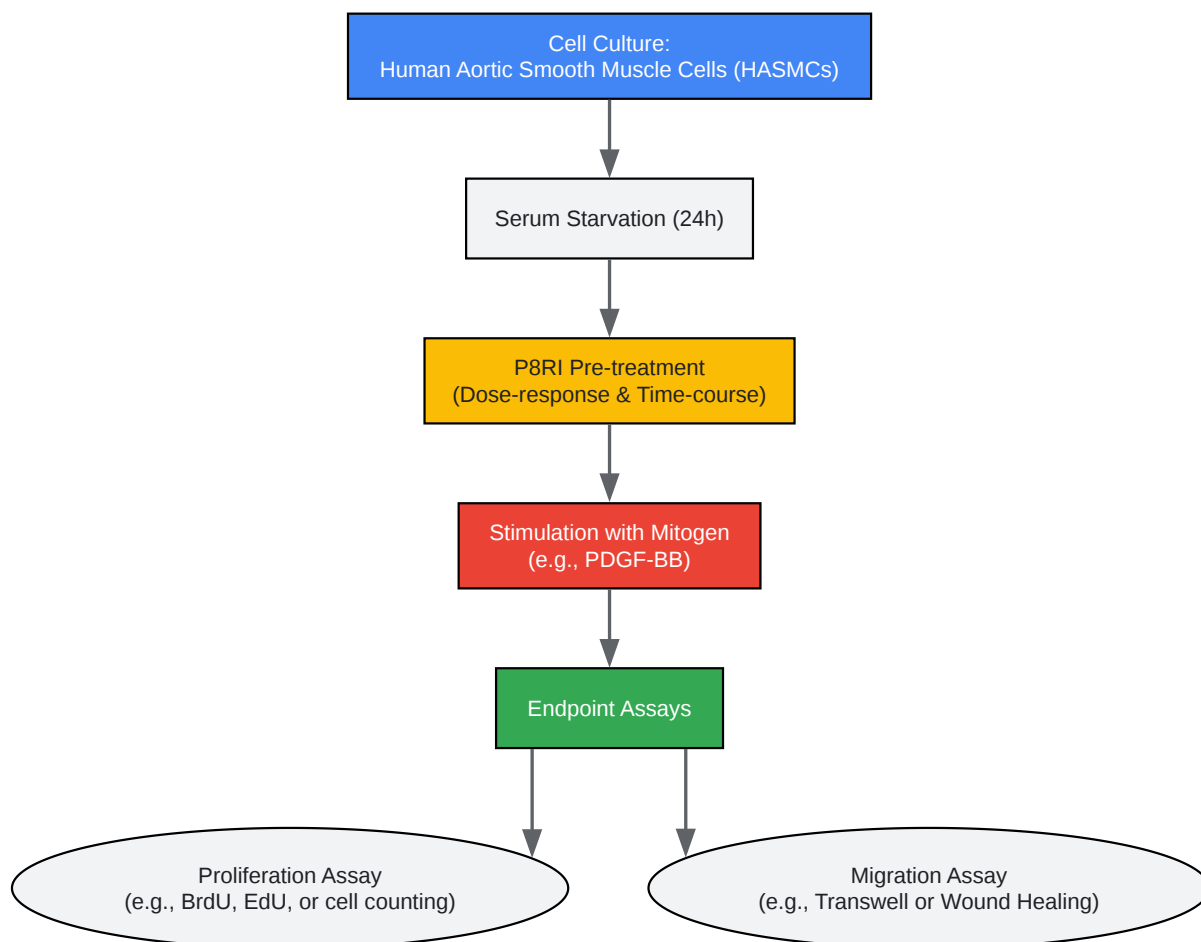 Cell Culture:
Human Aortic Smooth Muscle Cells (HASMCs)
Serum Starvation (24h)
P8RI Pre-treatment
(Dose-response & Time-course)
Stimulation with Mitogen
(e.g., PDGF-BB)
Endpoint Assays
Proliferation Assay
(e.g., BrdU, EdU, or cell counting)
Migration Assay
(e.g., Transwell or Wound Healing)